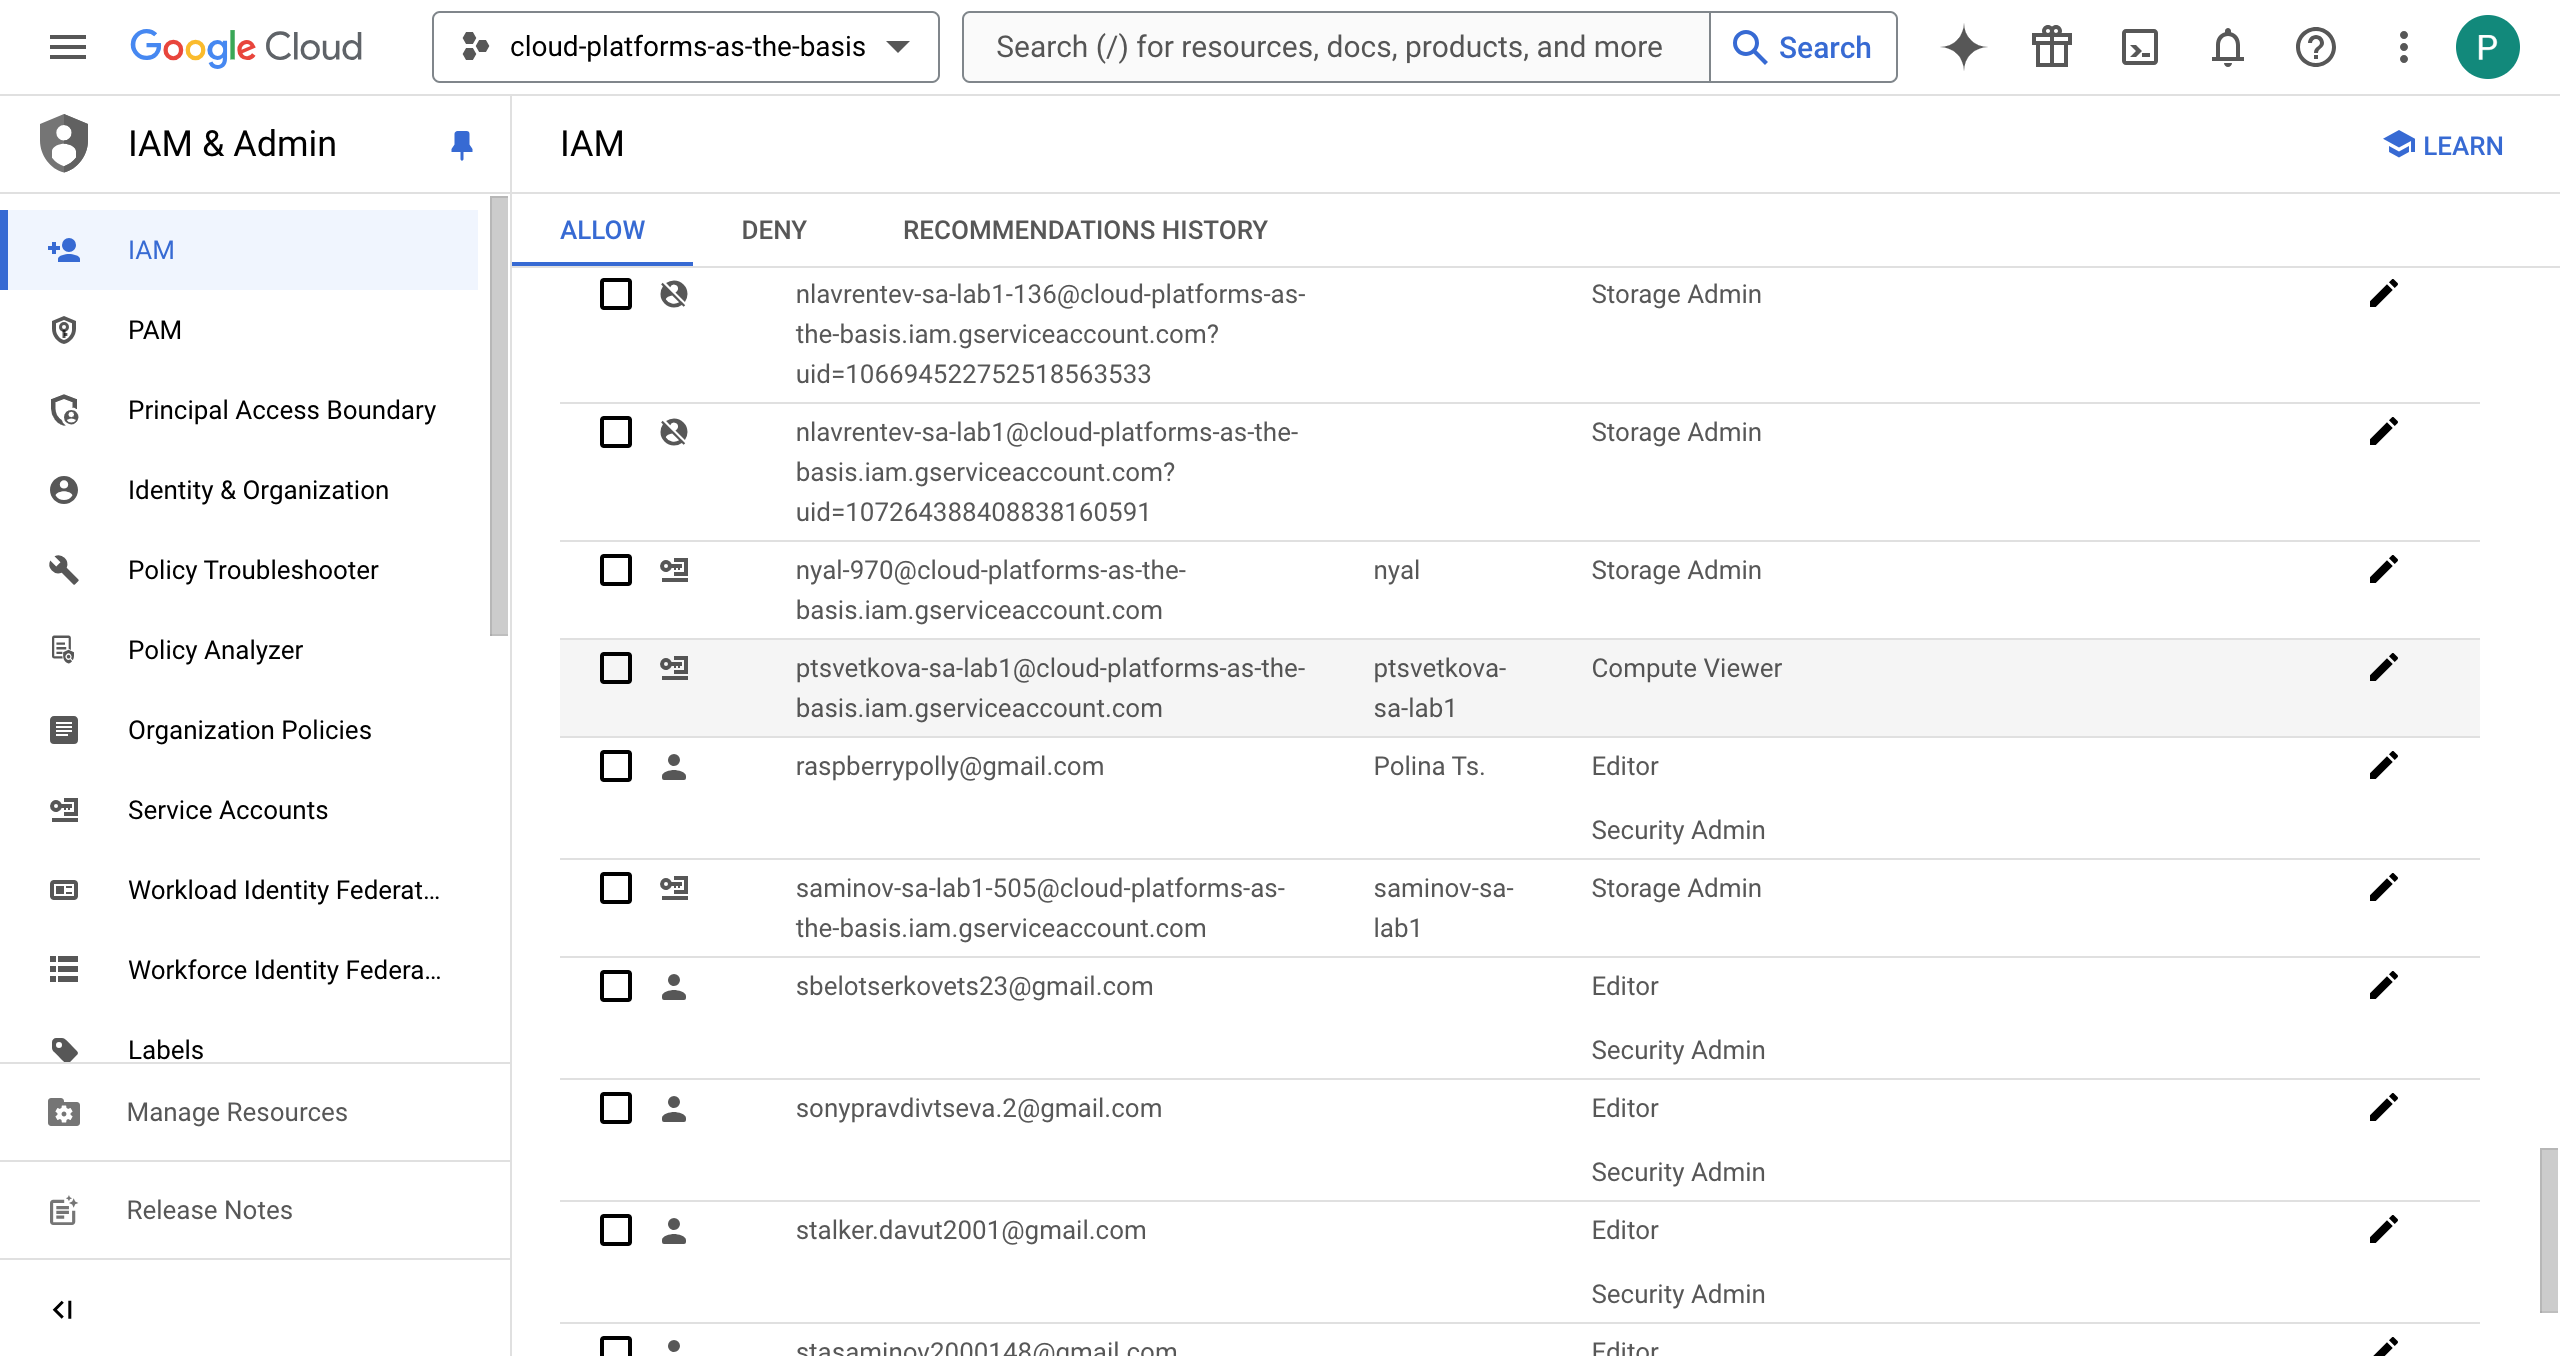 Google Cloud
cloud-platforms-as-the-basis
Search (/) for resources, docs, products, and more
Search
P
IAM & Admin
IAM
PAM
Principal Access Boundary
Identity & Organization
Policy Troubleshooter
Policy Analyzer
Organization Policies
Service Accounts
Workload Identity Federat...
Workforce Identity Federa...
Labels
Manage Resources
Release Notes
IAM
LEARN
ALLOW
DENY
RECOMMENDATIONS HISTORY
nlavrentev-sa-lab1-136@cloud-platforms-as-
the-basis.iam.gserviceaccount.com?
uid=106694522752518563533
Storage Admin
nlavrentev-sa-lab1@cloud-platforms-as-the-
basis.iam.gserviceaccount.com?
uid=107264388408838160591
Storage Admin
nyal-970@cloud-platforms-as-the-
basis.iam.gserviceaccount.com
nyal
Storage Admin
ptsvetkova-sa-lab1@cloud-platforms-as-the-
basis.iam.gserviceaccount.com
ptsvetkova-
sa-lab1
Compute Viewer
raspberrypolly@gmail.com
Polina Ts.
Editor
Security Admin
saminov-sa-lab1-505@cloud-platforms-as-
the-basis.iam.gserviceaccount.com
saminov-sa-
lab1
Storage Admin
sbelotserkovets23@gmail.com
Editor
Security Admin
sonypravdivtseva.2@gmail.com
Editor
Security Admin
stalker.davut2001@gmail.com
Editor
Security Admin
stasaminov2000148@gmail.com
Editor